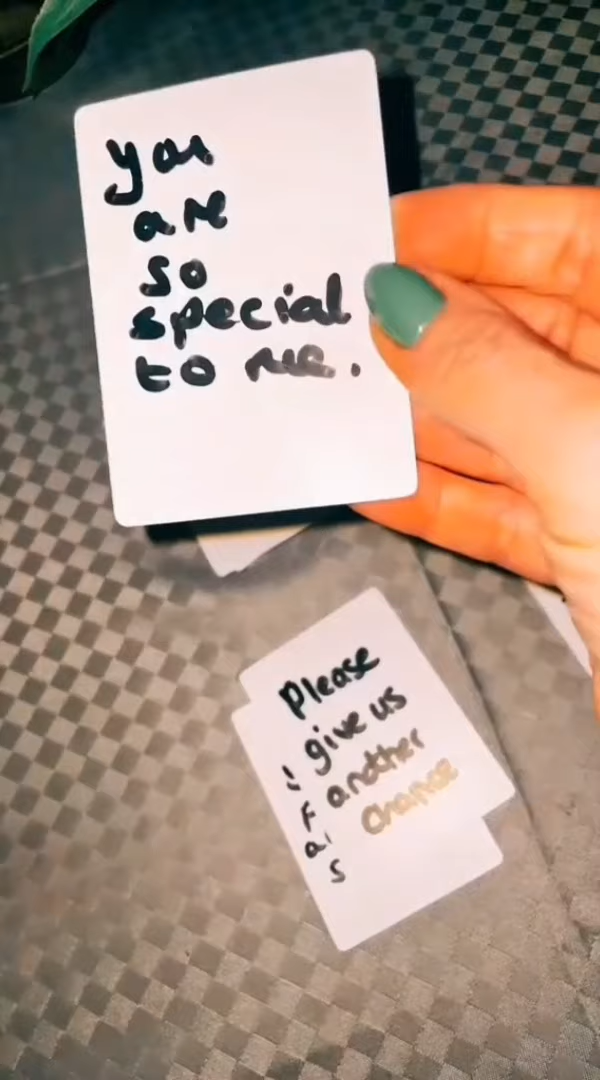 you
are
so
special
to me.
Please
give us
another
chance